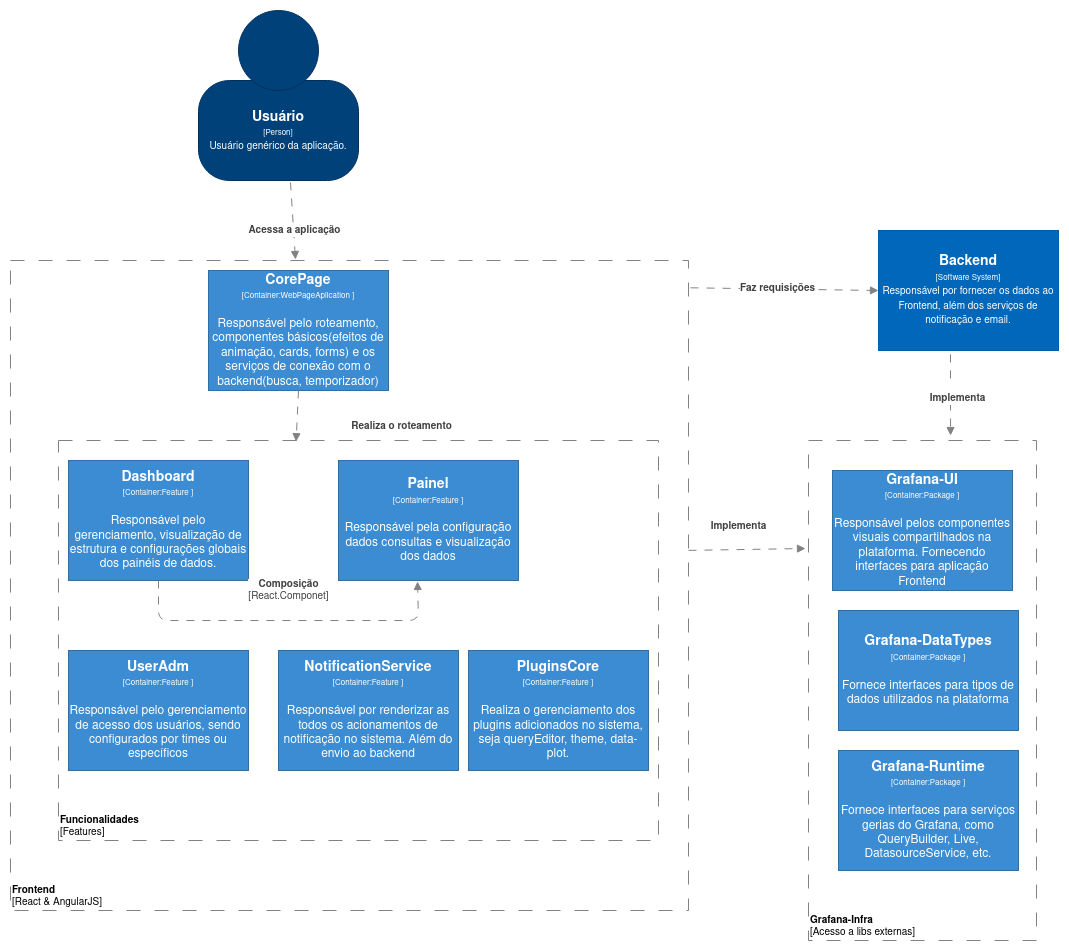 Usuário
[Person]
Usuário genérico da aplicação.
Acessa a aplicação
CorePage
[Container:WebPageAplication ]
Responsável pelo roteamento,
componentes básicos(efeitos de
animação, cards, forms) e os
serviços de conexão com o
backend(busca, temporizador)
Faz requisições
Backend
[Software System]
Responsável por fornecer os dados ao
Frontend, além dos serviços de
notificação e email.
Implementa
Realiza o roteamento
Dashboard
[Container:Feature ]
Responsável pelo
gerenciamento, visualização de
estrutura e configurações globais
dos painéis de dados.
Painel
[Container:Feature ]
Responsável pela configuração
dados consultas e visualização
dos dados
Composição
[React.Componet]
Implementa
UserAdm
[Container:Feature ]
Responsável pelo gerenciamento
de acesso dos usuários, sendo
configurados por times ou
específicos
NotificationService
[Container:Feature ]
Responsável por renderizar as
todos os acionamentos de
notificação no sistema. Além do
envio ao backend
PluginsCore
[Container:Feature ]
Realiza o gerenciamento dos
plugins adicionados no sistema,
seja queryEditor, theme, data-
plot.
Funcionalidades
[Features]
Frontend
[React & AngularJS]
Grafana-UI
[Container:Package ]
Responsável pelos componentes
visuais compartilhados na
plataforma. Fornecendo
interfaces para aplicação
Frontend
Grafana-DataTypes
[Container:Package ]
Fornece interfaces para tipos de
dados utilizados na plataforma
Grafana-Runtime
[Container:Package ]
Fornece interfaces para serviços
gerias do Grafana, como
QueryBuilder, Live,
DatasourceService, etc.
Grafana-Infra
[Acesso a libs externas]